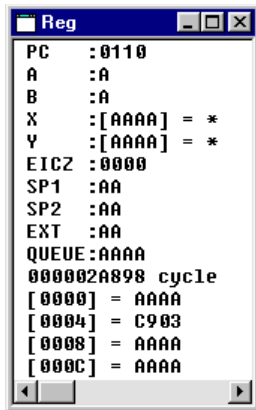 Reg
PC :0110
A :A
B :A
X :[AAAA] = *
Y :[AAAA] = *
EICZ :0000
SP1 :AA
SP2 :AA
EXT :AA
QUEUE:AAAA
000002A898 cycle
[0000] = AAAA
[0004] = C903
[0008] = AAAA
[000C] = AAAA